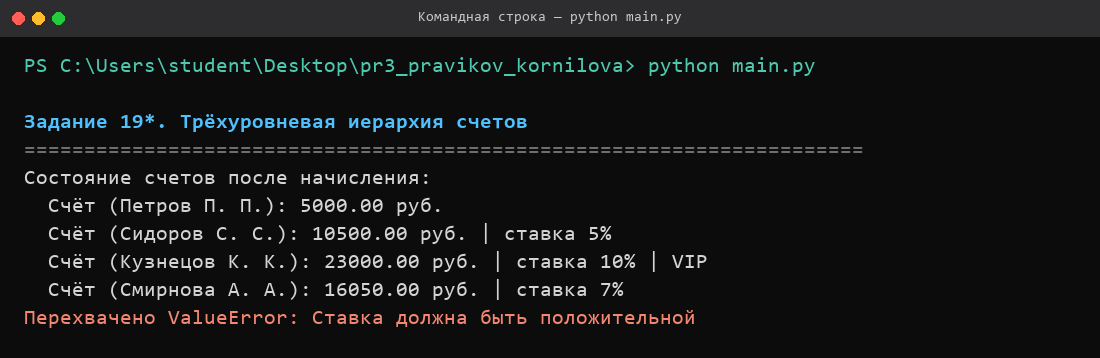 Командная строка — python main.py
PS C:\Users\student\Desktop\pr3_pravikov_kornilova> python main.py
Задание 19*. Трёхуровневая иерархия счетов
======================================================================
Состояние счетов после начисления:
Счёт (Петров П. П.): 5000.00 руб.
Счёт (Сидоров С. С.): 10500.00 руб. | ставка 5%
Счёт (Кузнецов К. К.): 23000.00 руб. | ставка 10% | VIP
Счёт (Смирнова А. А.): 16050.00 руб. | ставка 7%
Перехвачено ValueError: Ставка должна быть положительной